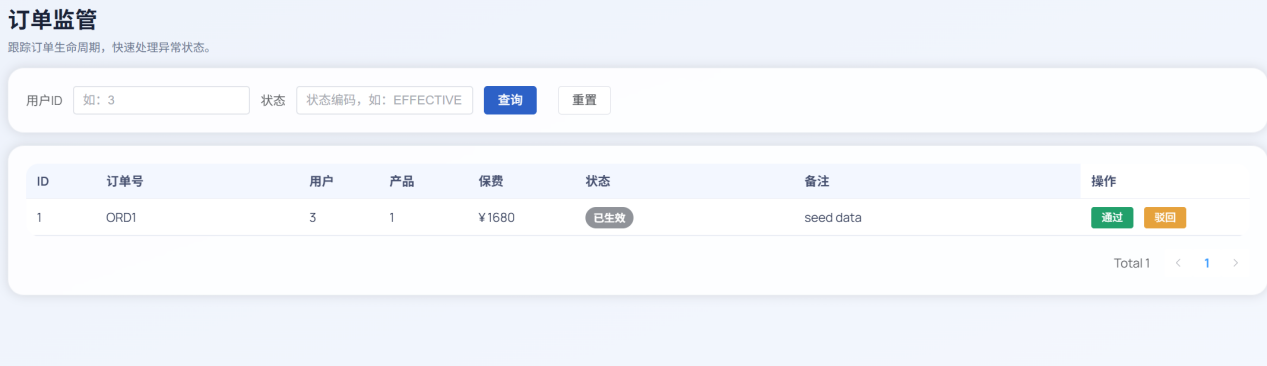 订单监管
跟踪订单生命周期，快速处理异常状态。
用户ID 如：3 状态 状态编码，如：EFFECTIVE 查询 重置
ID 订单号 用户 产品 保费 状态 备注 操作
1 ORD1 3 1 ¥1680 已生效 seed data 通过 驳回
Total 1 1